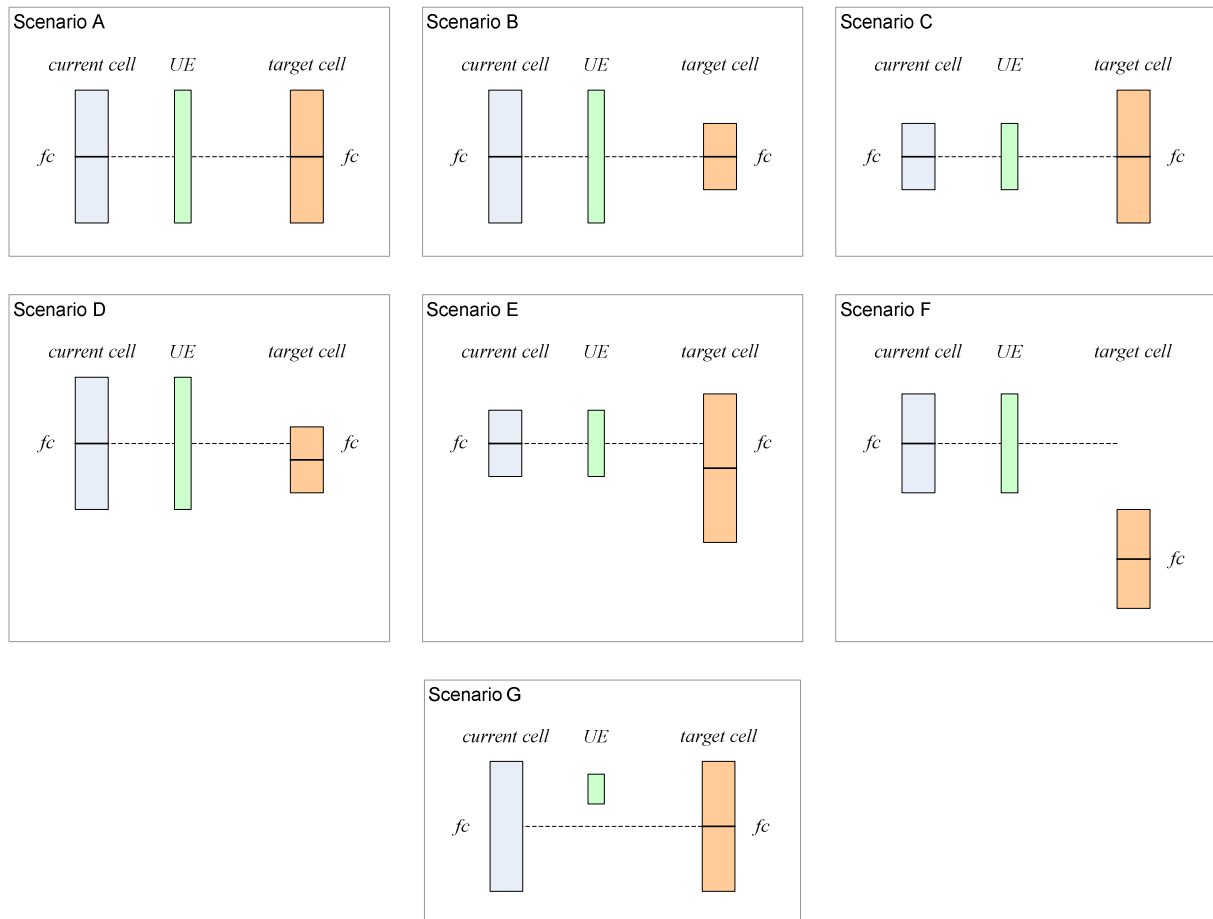 Scenario A
current cell UE target cell
fc fc
Scenario B
current cell UE target cell
fc fc
Scenario C
current cell UE target cell
fc fc
Scenario D
current cell UE target cell
fc fc
Scenario E
current cell UE target cell
fc fc
Scenario F
current cell UE target cell
fc
fc
Scenario G
current cell UE target cell
fc fc